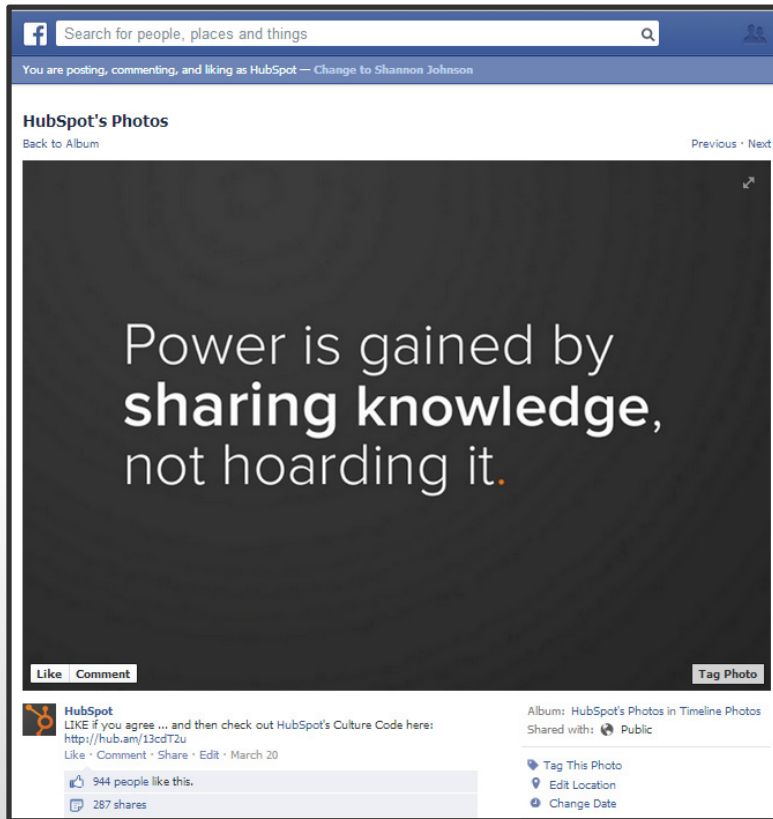 f
Search for people, places and things
You are posting, commenting, and liking as HubSpot — Change to Shannon Johnson
HubSpot's Photos
Back to Album
Previous · Next
Power is gained by
sharing knowledge,
not hoarding it.
Like Comment
Tag Photo
HubSpot
LIKE if you agree ... and then check out HubSpot's Culture Code here:
http://hub.am/13cdT2u
Like · Comment · Share · Edit · March 20
944 people like this.
287 shares
Album: HubSpot's Photos in Timeline Photos
Shared with: Public
Tag This Photo
Edit Location
Change Date